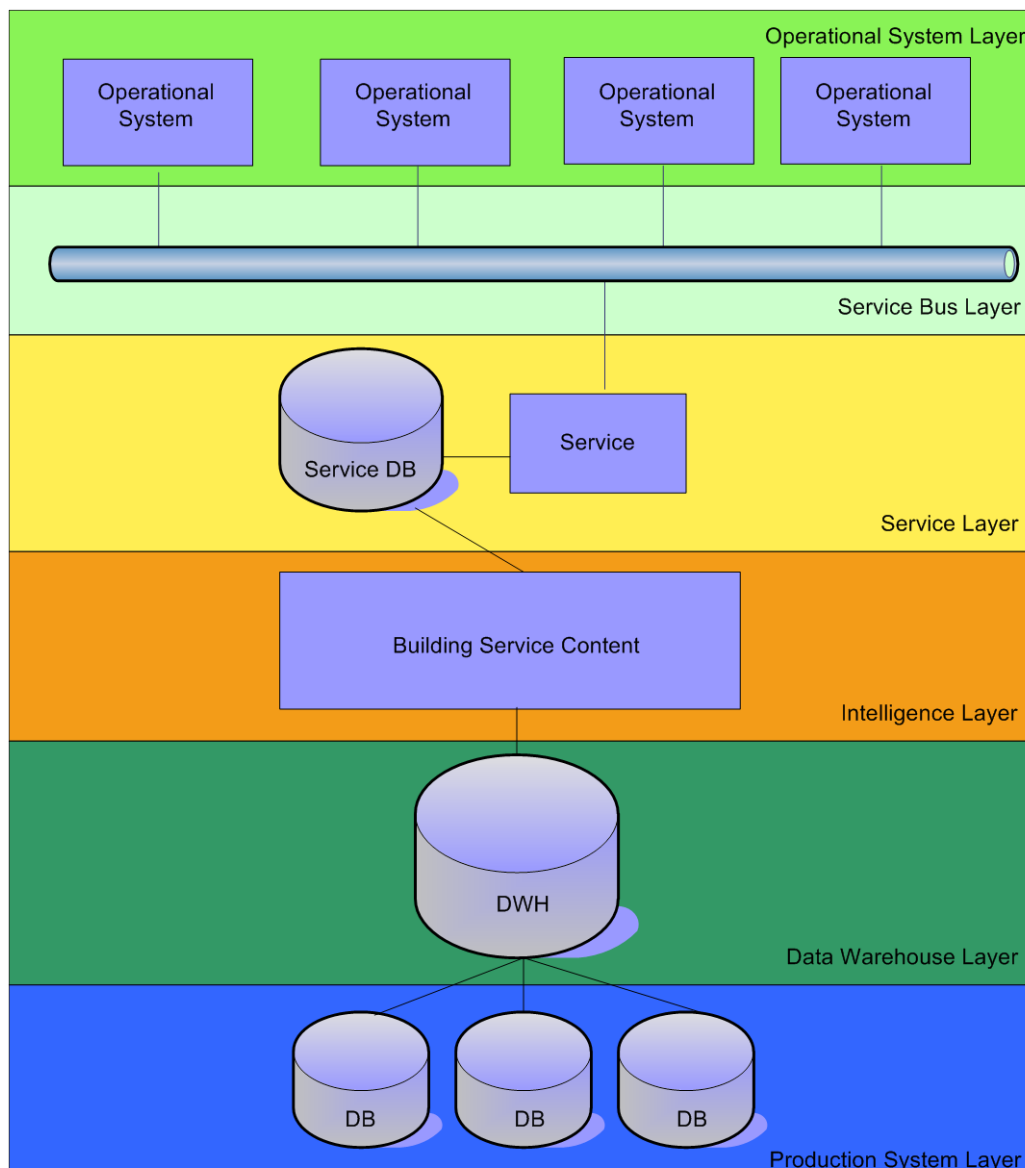 Operational System Layer
Operational
System
Operational
System
Operational
System
Operational
System
Service Bus Layer
Service DB
Service
Service Layer
Building Service Content
Intelligence Layer
DWH
Data Warehouse Layer
DB
DB
DB
Production System Layer